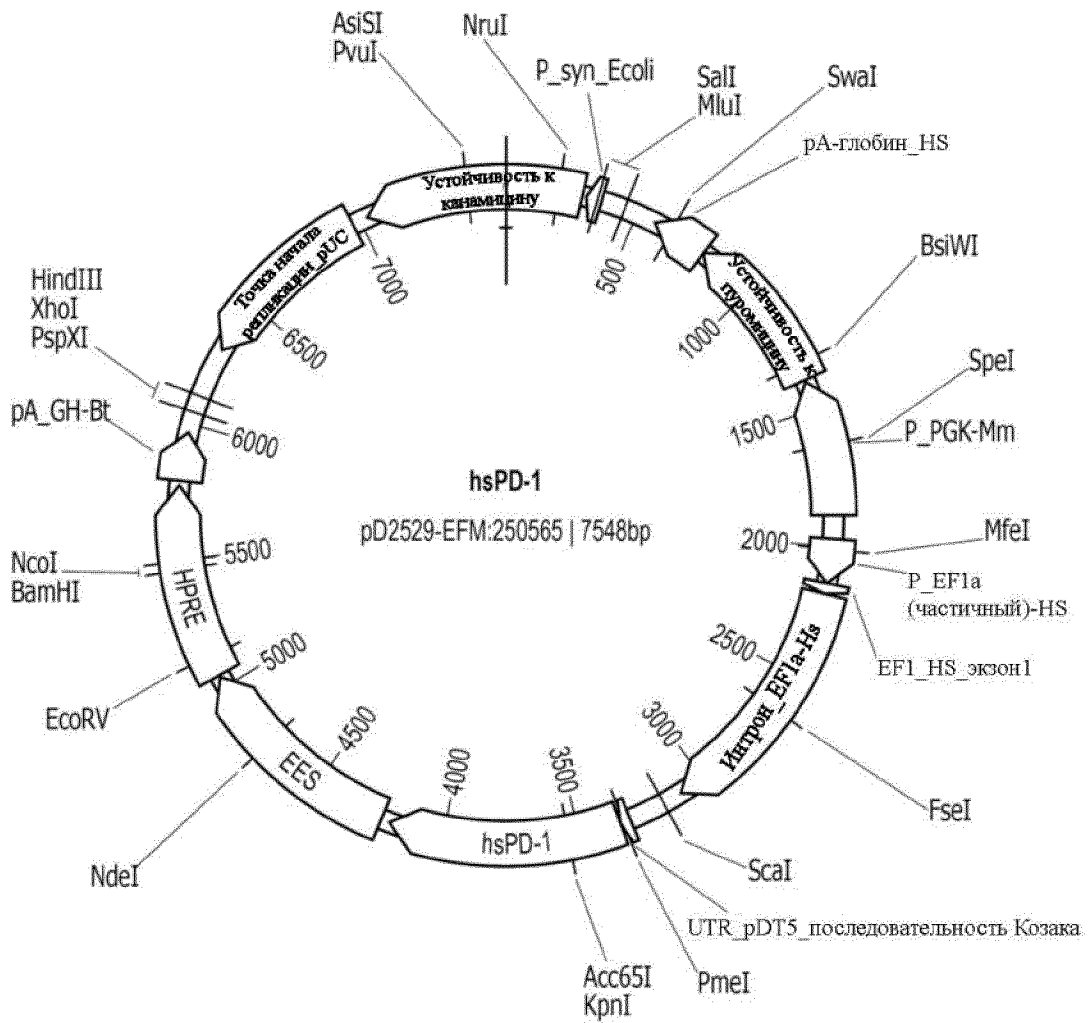 AsiSI
PvuI
NruI
P_syn_Ecoli
SalI
MluI
SwaI
pA-глобин_HS
Устойчивость к
канамицину
500
BsiWI
Устойчивость к
пуромицину
1000
SpeI
P_PGK-Mm
1500
MfeI
2000
P_EF1a
(частичный)-HS
EF1_HS_экзон1
2500
Интрон_EF1a-Hs
3000
FseI
ScaI
UTR_pDT5_последовательность Козака
PmeI
3500
hsPD-1
Acc65I
KpnI
4000
4500
EES
NdeI
5000
EcoRV
HPRE
5500
NcoI
BamHI
pA_GH-Bt
6000
HindIII
XhoI
PspXI
6500
Точка начала
репликации_pUC
7000
hsPD-1
pD2529-EFM:250565 | 7548bp